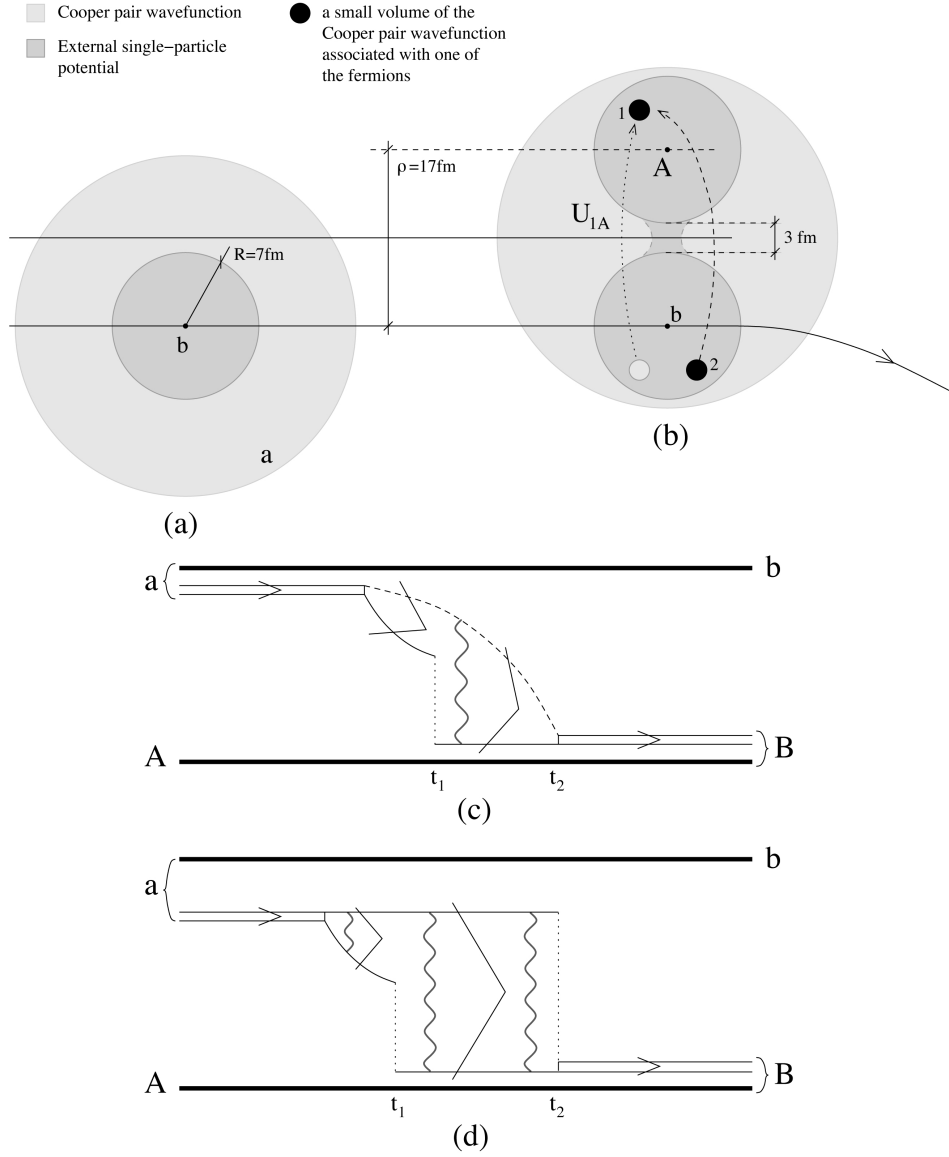 Cooper pair wavefunction
External single−particle
potential
a small volume of the
Cooper pair wavefunction
associated with one of
the fermions
R=7fm
b
a
(a)
ρ=17fm
1
A
U1A
3 fm
b
2
(b)
a
b
A
B
t1
t2
(c)
a
b
A
B
t1
t2
(d)